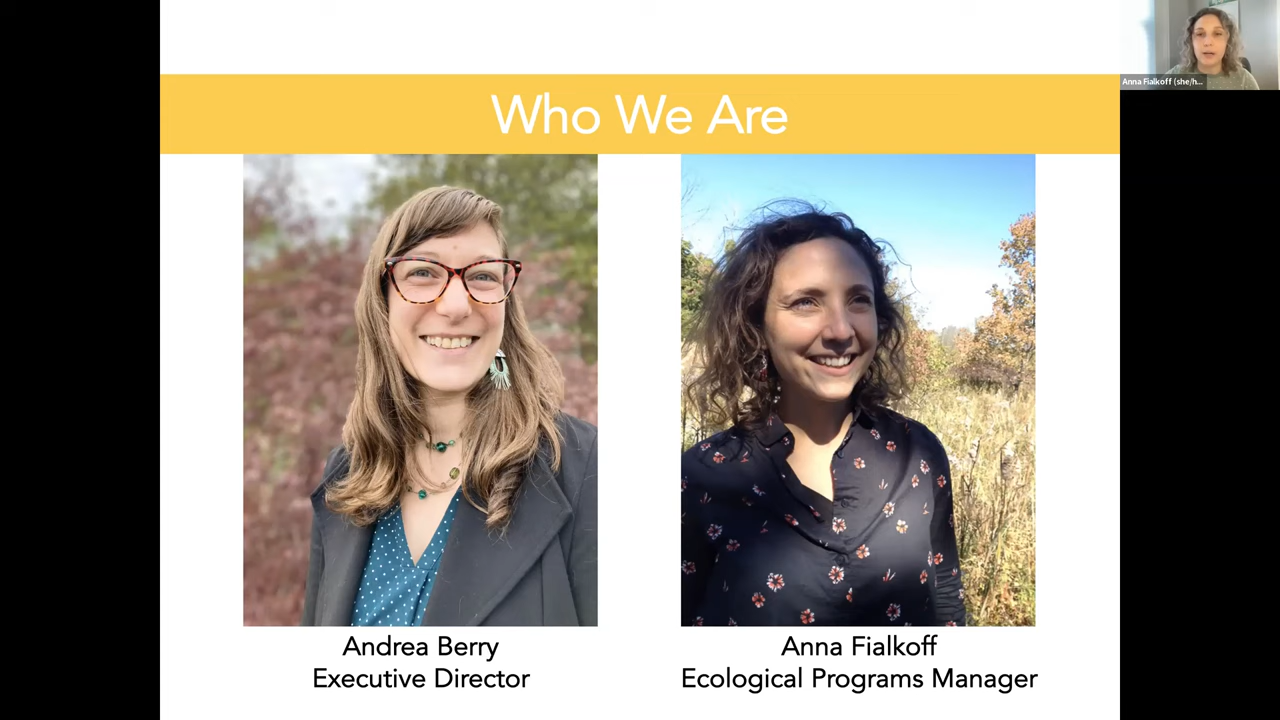 Who We Are
Anna Fialkoff (she/h...
Andrea Berry
Executive Director
Anna Fialkoff
Ecological Programs Manager